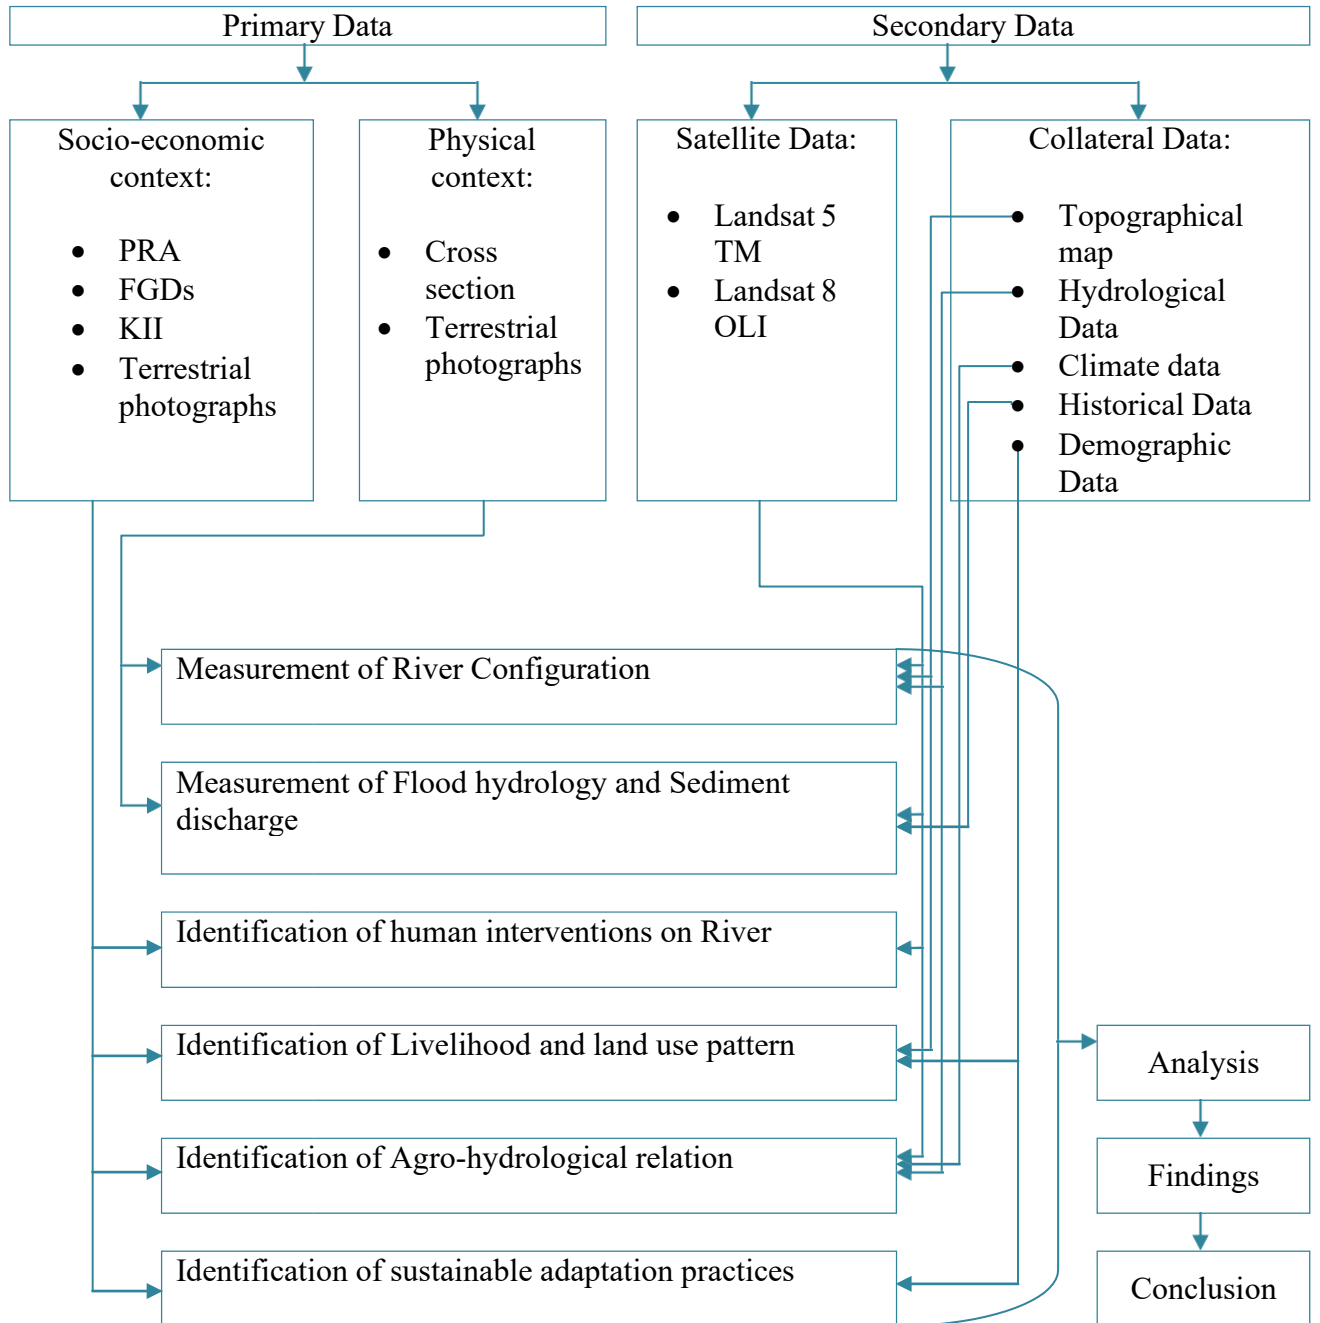 Primary Data
Secondary Data
Socio-economic
context:
• PRA
• FGDs
• KII
• Terrestrial
photographs
Physical
context:
• Cross
section
• Terrestrial
photographs
Satellite Data:
• Landsat 5
TM
• Landsat 8
OLI
Collateral Data:
• Topographical
map
• Hydrological
Data
• Climate data
• Historical Data
• Demographic
Data
Measurement of River Configuration
Measurement of Flood hydrology and Sediment
discharge
Identification of human interventions on River
Identification of Livelihood and land use pattern
Identification of Agro-hydrological relation
Identification of sustainable adaptation practices
Analysis
Findings
Conclusion